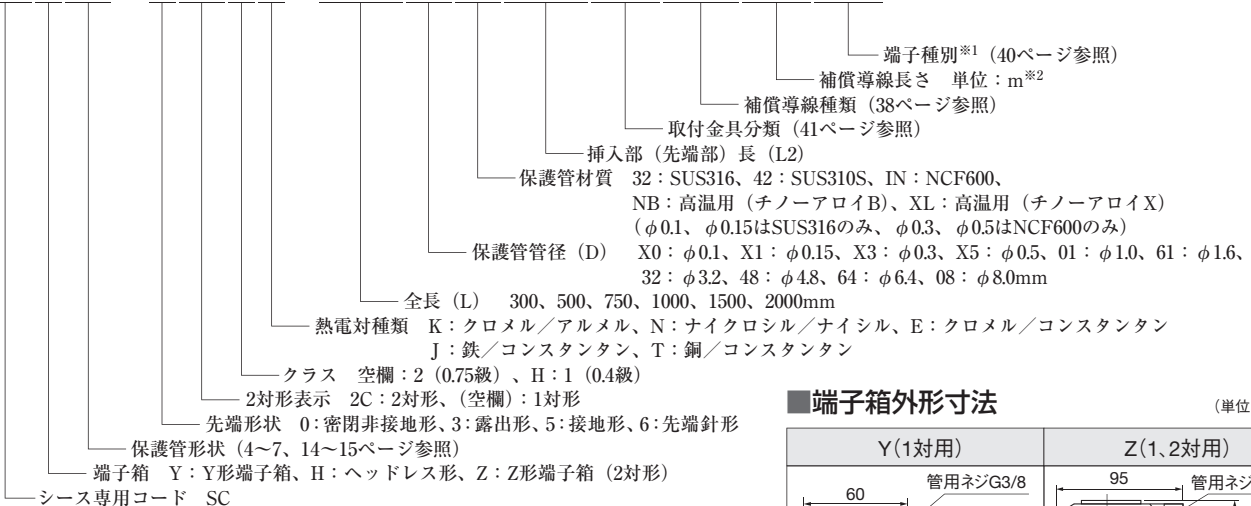 端子種別※1（40ページ参照）
補償導線長さ　単位：m※2
補償導線種類（38ページ参照）
取付金具分類（41ページ参照）
挿入部（先端部）長（L2）
保護管材質　32：SUS316、42：SUS310S、IN：NCF600、
NB：高温用（チノーアロイB）、XL：高温用（チノーアロイX）
（φ0.1、φ0.15はSUS316のみ、φ0.3、φ0.5はNCF600のみ）
保護管管径（D）　X0：φ0.1、X1：φ0.15、X3：φ0.3、X5：φ0.5、01：φ1.0、61：φ1.6、
32：φ3.2、48：φ4.8、64：φ6.4、08：φ8.0mm
全長（L）　300、500、750、1000、1500、2000mm
熱電対種類　K：クロメル／アルメル、N：ナイクロシル／ナイシル、E：クロメル／コンスタンタン
J：鉄／コンスタンタン、T：銅／コンスタンタン
クラス　空欄：2（0.75級）、H：1（0.4級）
2対形表示　2C：2対形、（空欄）：1対形
先端形状　0：密閉非接地形、3：露出形、5：接地形、6：先端針形
保護管形状（4〜7、14〜15ページ参照）
端子箱　Y：Y形端子箱、H：ヘッドレス形、Z：Z形端子箱（2対形）
シース専用コード　SC
■端子箱外形寸法
（単位
Y（1対用）
Z（1、2対用）
60
管用ネジG3/8
95
管用ネジ